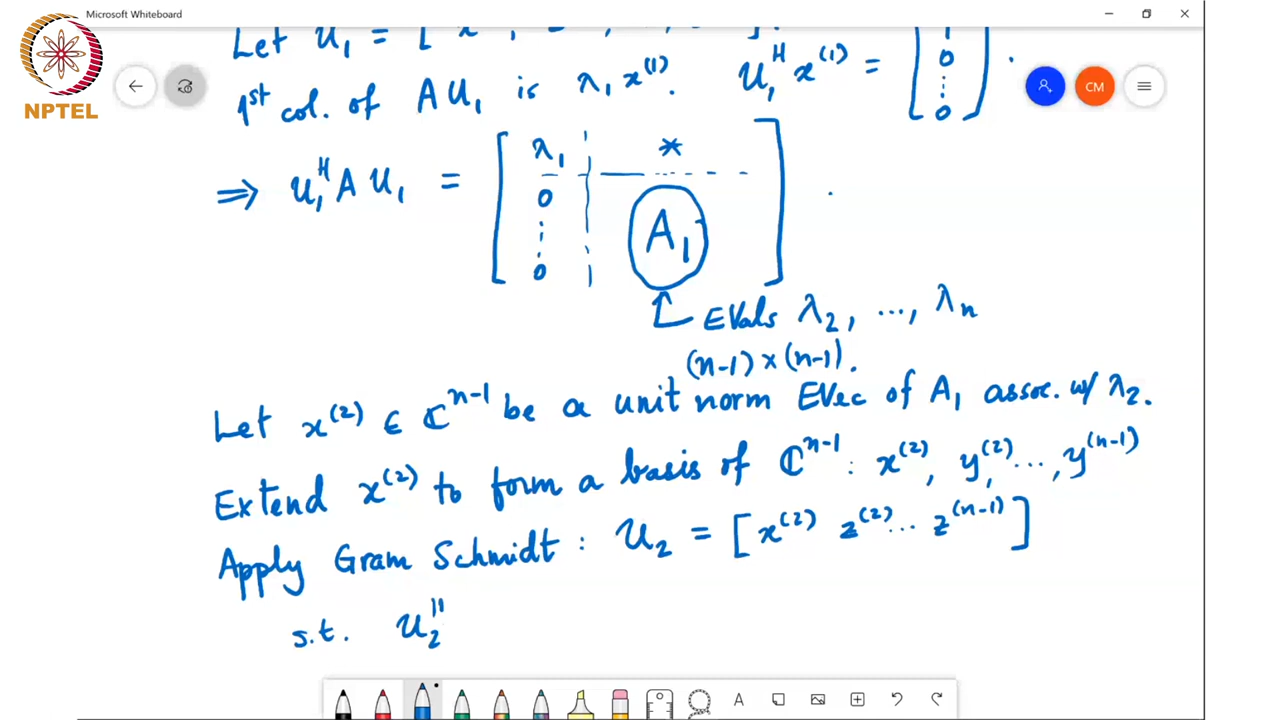 Microsoft Whiteboard
NPTEL
CM
Let U₁ = [
1st col. of A U₁ is λ₁ x⁽¹⁾. U₁ᴴ x⁽¹⁾ = [1 0 ⋮ 0].
⇒ U₁ᴴ A U₁ = [λ₁ *
0
⋮ A₁
0] .
EVals λ₂, ..., λₙ
(n-1) × (n-1).
Let x⁽²⁾ ∈ ℂⁿ⁻¹ be a unit norm EVec of A₁ assoc. w/ λ₂.
Extend x⁽²⁾ to form a basis of ℂⁿ⁻¹ : x⁽²⁾, y⁽²⁾, ..., y⁽ⁿ⁻¹⁾
Apply Gram Schmidt : U₂ = [x⁽²⁾ z⁽²⁾ ... z⁽ⁿ⁻¹⁾]
s.t. U₂
A